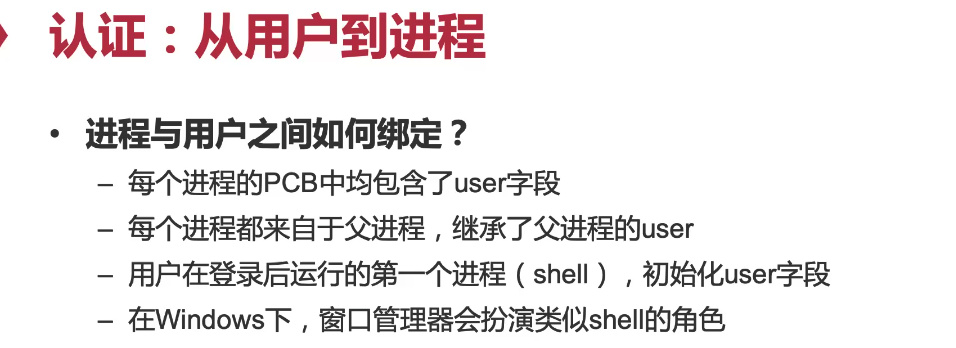 认证：从用户到进程
• 进程与用户之间如何绑定？
– 每个进程的PCB中均包含了user字段
– 每个进程都来自于父进程，继承了父进程的user
– 用户在登录后运行的第一个进程（shell），初始化user字段
– 在Windows下，窗口管理器会扮演类似shell的角色